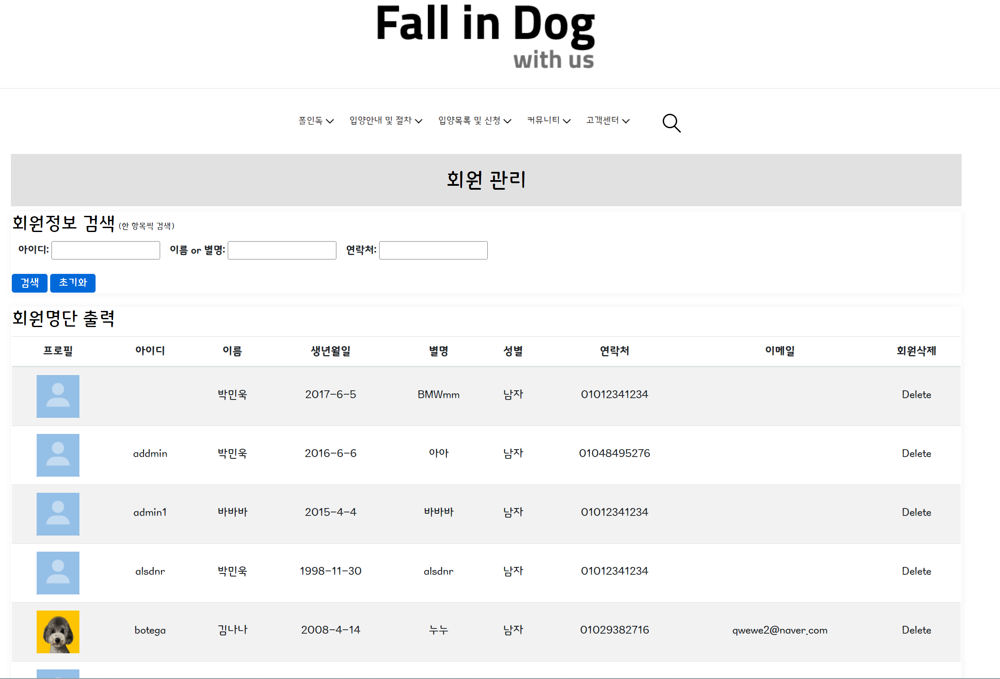 Fall in Dog
with us
폴인독 입양안내 및 절차 입양목록 및 신청 커뮤니티 고객센터
회원 관리
회원정보 검색 (한 항목씩 검색)
아이디: 이름 or 별명: 연락처:
검색 초기화
회원명단 출력
프로필 아이디 이름 생년월일 별명 성별 연락처 이메일 회원삭제
박민욱 2017-6-5 BMWmm 남자 01012341234 Delete
addmin 박민욱 2016-6-6 아아 남자 01048495276 Delete
admin1 바바바 2015-4-4 바바바 남자 01012341234 Delete
alsdnr 박민욱 1998-11-30 alsdnr 남자 01012341234 Delete
botega 김나나 2008-4-14 누누 남자 01029382716 qwewe2@naver.com Delete